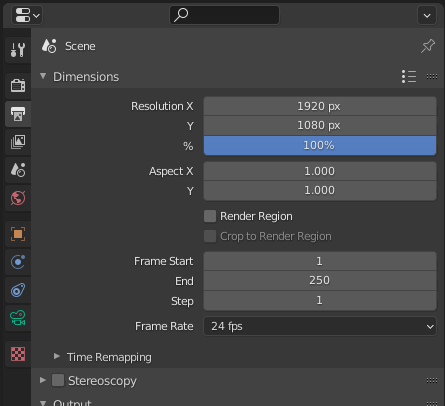 Scene
Dimensions
Resolution X 1920 px
Y 1080 px
% 100%
Aspect X 1.000
Y 1.000
Render Region
Crop to Render Region
Frame Start 1
End 250
Step 1
Frame Rate 24 fps
Time Remapping
Stereoscopy
Output